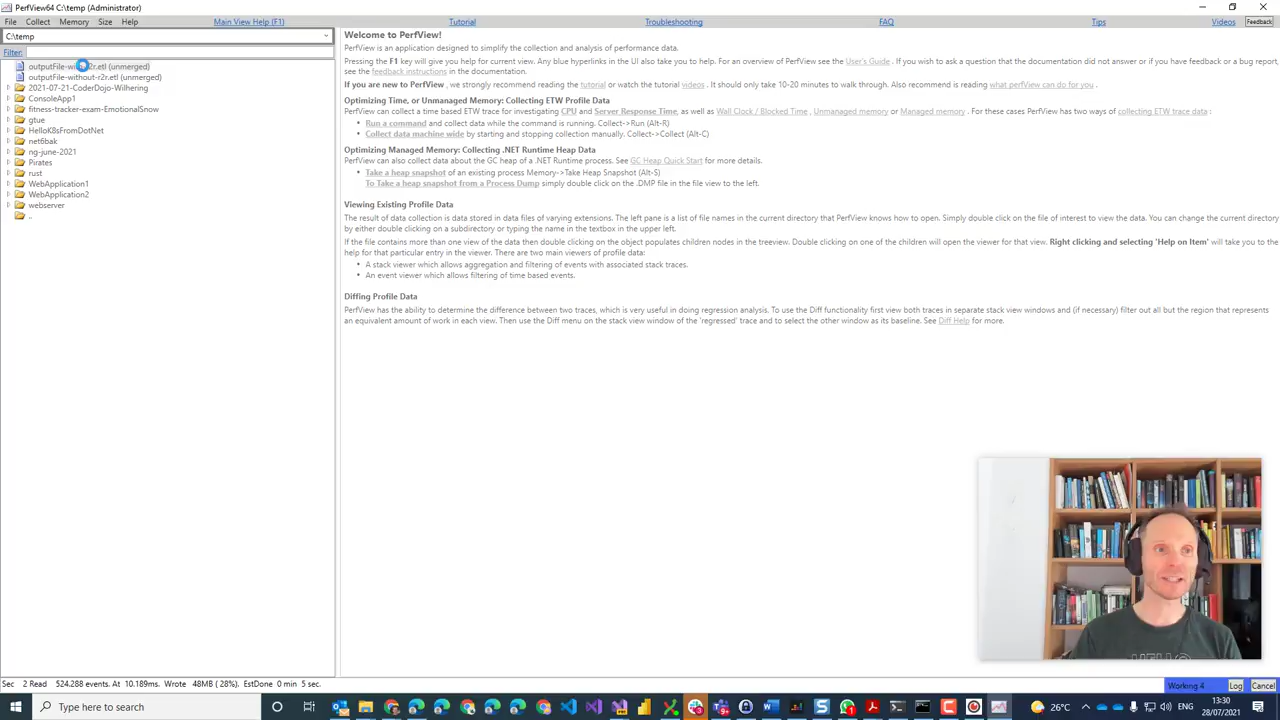 PerfView64 C:\temp (Administrator)
File Collect Memory Size Help Main View Help (F1) Tutorial Troubleshooting FAQ Tips Videos Feedback
C:\temp
Filter:
outputFile-with (unmerged)
outputFile-without-r2r.etl (unmerged)
2021-07-21-CoderDojo-Wilhering
ConsoleApp1
fitness-tracker-exam-EmotionalSnow
gtue
HelloK8sFromDotNet
net6bak
ng-june-2021
Pirates
rust
WebApplication1
WebApplication2
webserver
..
Welcome to PerfView!
PerfView is an application designed to simplify the collection and analysis of performance data.
Pressing the F1 key will give you help for current view. Any blue hyperlinks in the UI also take you to help. For an overview of PerfView see the User's Guide . If you wish to ask a question that the documentation did not answer or if you have feedback or a bug report,
see the feedback instructions in the documentation.
If you are new to PerfView , we strongly recommend reading the tutorial or watch the tutorial videos . It should only take 10-20 minutes to walk through. Also recommend is reading what perfView can do for you .
Optimizing Time, or Unmanaged Memory: Collecting ETW Profile Data
PerfView can collect a time based ETW trace for investigating CPU and Server Response Time, as well as Wall Clock / Blocked Time , Unmanaged memory or Managed memory . For these cases PerfView has two ways of collecting ETW trace data :
• Run a command and collect data while the command is running. Collect->Run (Alt-R)
• Collect data machine wide by starting and stopping collection manually. Collect->Collect (Alt-C)
Optimizing Managed Memory: Collecting .NET Runtime Heap Data
PerfView can also collect data about the GC heap of a .NET Runtime process. See GC Heap Quick Start for more details.
• Take a heap snapshot of an existing process Memory->Take Heap Snapshot (Alt-S)
To Take a heap snapshot from a Process Dump simply double click on the .DMP file in the file view to the left.
Viewing Existing Profile Data
The result of data collection is data stored in data files of varying extensions. The left pane is a list of file names in the current directory that PerfView knows how to open. Simply double click on the file of interest to view the data. You can change the current directory
by either double clicking on a subdirectory or typing the name in the textbox in the upper left.
If the file contains more than one view of the data then double clicking on the object populates children nodes in the treeview. Double clicking on one of the children will open the viewer for that view. Right clicking and selecting 'Help on Item' will take you to the
help for that particular entry in the viewer. There are two main viewers of profile data:
• A stack viewer which allows aggregation and filtering of events with associated stack traces.
• An event viewer which allows filtering of time based events.
Diffing Profile Data
PerfView has the ability to determine the difference between two traces, which is very useful in doing regression analysis. To use the Diff functionality first view both traces in separate stack view windows and (if necessary) filter out all but the region that represents
an equivalent amount of work in each view. Then use the Diff menu on the stack view window of the 'regressed' trace and to select the other window as its baseline. See Diff Help for more.
HELLO
Sec 2 Read 524.288 events. At 10.189ms. Wrote 48MB ( 28%). EstDone 0 min 5 sec.
Working 4 Log Cancel
Type here to search
26°C
ENG
13:30
28/07/2021